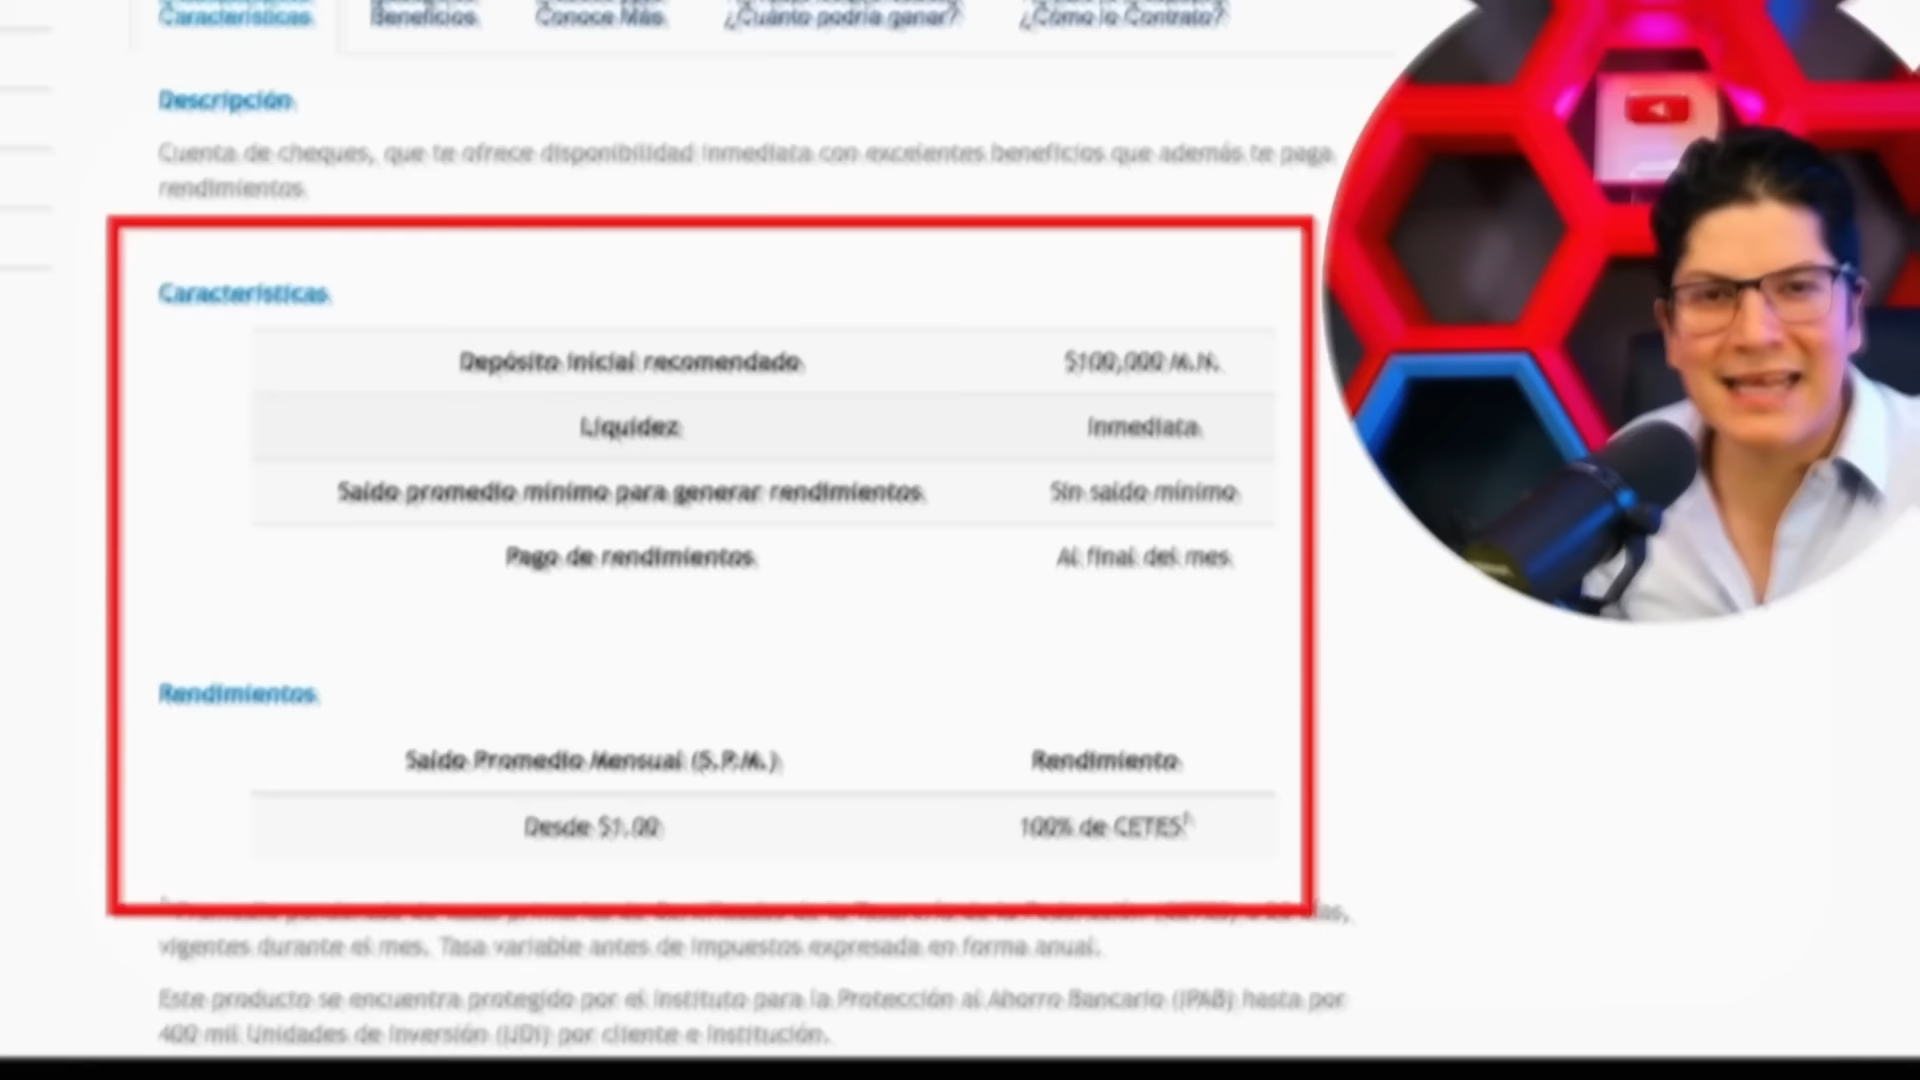 Características
Beneficios
Conoce Más
¿Cuánto podría ganar?
¿Cómo lo Contrato?
Descripción
Cuenta de cheques, que te ofrece disponibilidad inmediata con excelentes beneficios que además te paga
rendimientos.
Características
Depósito inicial recomendado $100,000 M.N.
Liquidez Inmediata
Saldo promedio mínimo para generar rendimientos Sin saldo mínimo
Pago de rendimientos Al final del mes
Rendimientos
Saldo Promedio Mensual (S.P.M.) Rendimiento
Desde $1.00 100% de CETES¹
vigentes durante el mes. Tasa variable antes de impuestos expresada en forma anual.
Este producto se encuentra protegido por el Instituto para la Protección al Ahorro Bancario (IPAB) hasta por
400 mil Unidades de Inversión (UDI) por cliente e Institución.